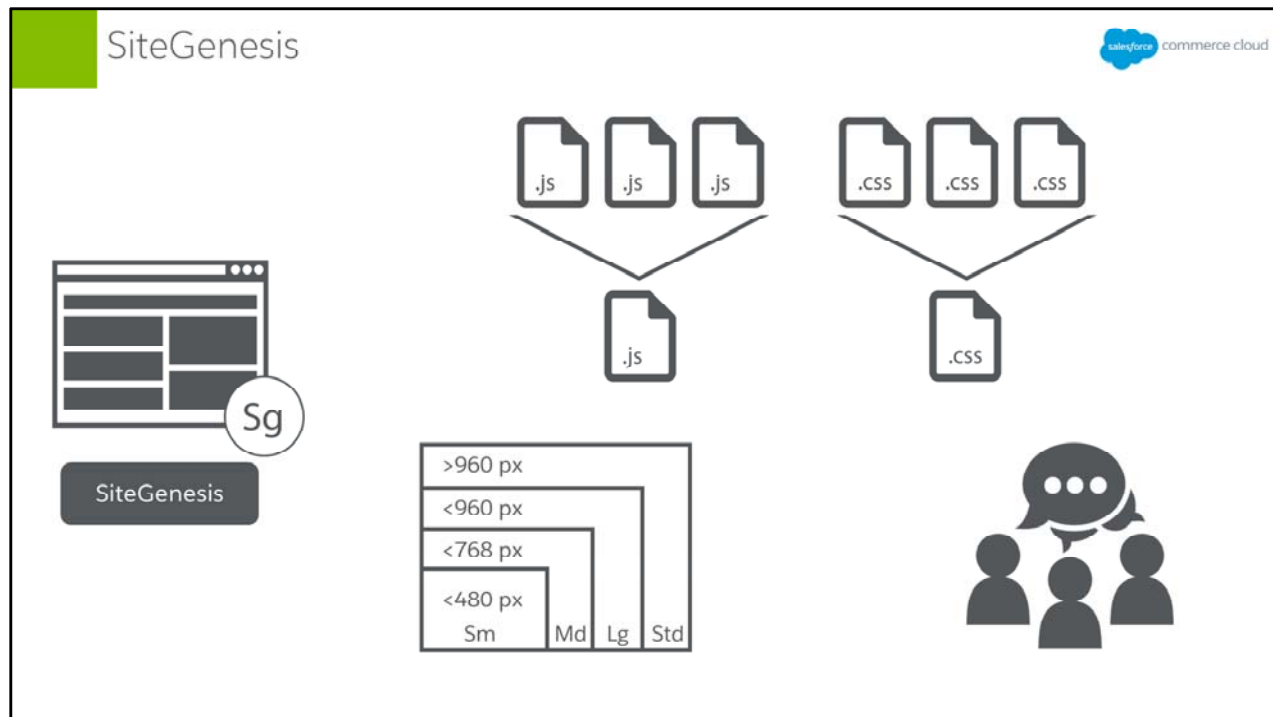 SiteGenesis
salesforce commerce cloud
.js .js .js
.css .css .css
.js
.css
Sg
SiteGenesis
>960 px
<960 px
<768 px
<480 px
Sm Md Lg Std